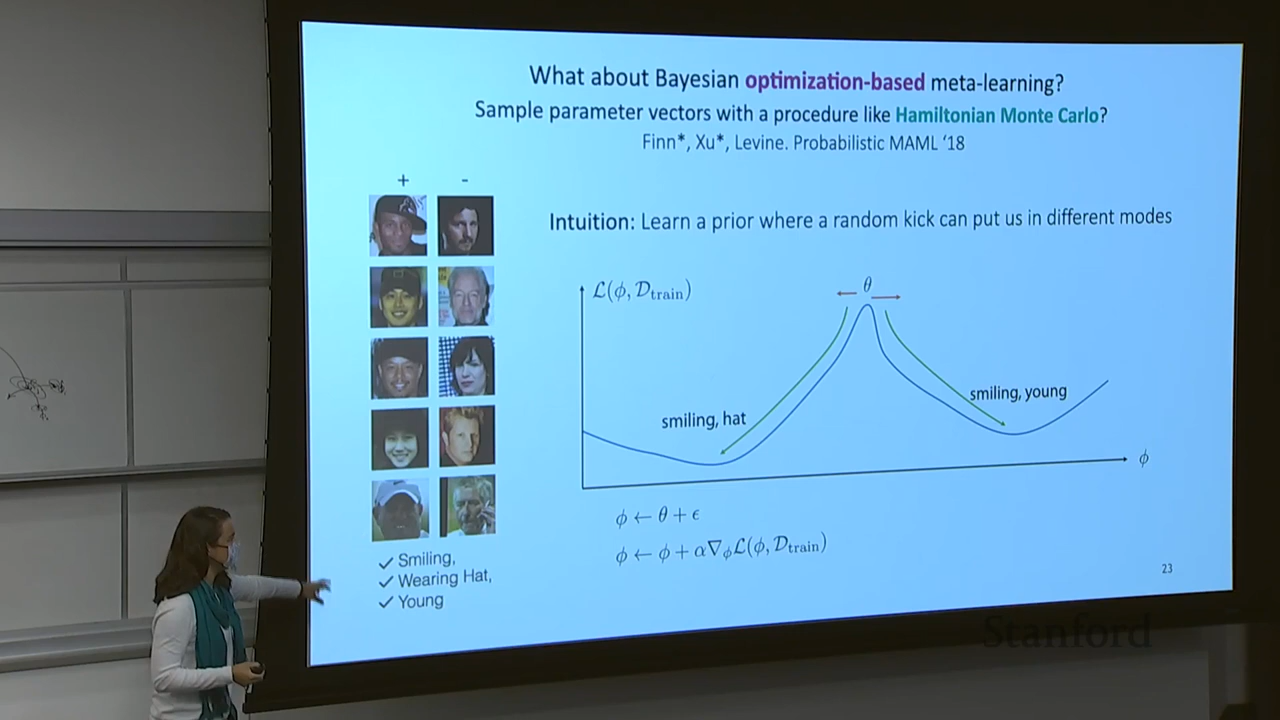 What about Bayesian optimization-based meta-learning?
Sample parameter vectors with a procedure like Hamiltonian Monte Carlo?
Finn*, Xu*, Levine. Probabilistic MAML ‘18
+ -
Intuition: Learn a prior where a random kick can put us in different modes
θ
ℒ(ϕ, 𝒟train)
smiling, young
smiling, hat
ϕ
ϕ ← θ + ϵ
ϕ ← ϕ + α∇ϕℒ(ϕ, 𝒟train)
✓ Smiling,
✓ Wearing Hat,
✓ Young
23
Stanford